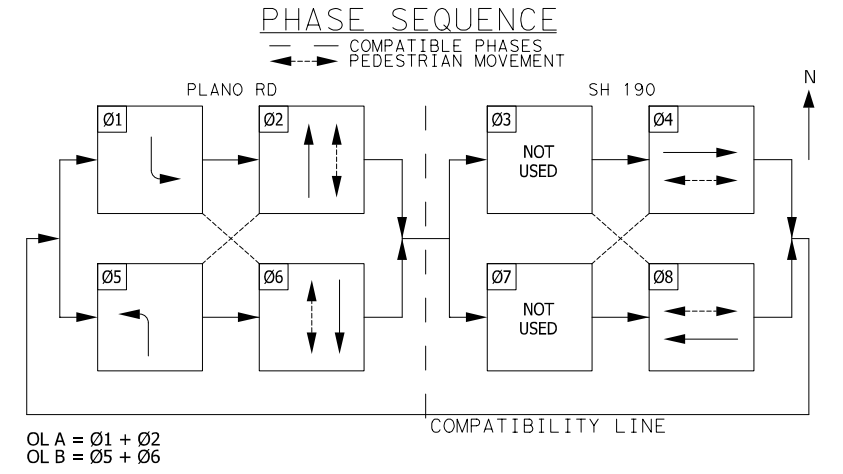 PHASE SEQUENCE
COMPATIBLE PHASES
PEDESTRIAN MOVEMENT
PLANO RD
SH 190
N
Ø1
Ø2
Ø3
NOT
USED
Ø4
Ø5
Ø6
Ø7
NOT
USED
Ø8
COMPATIBILITY LINE
OL A = Ø1 + Ø2
OL B = Ø5 + Ø6